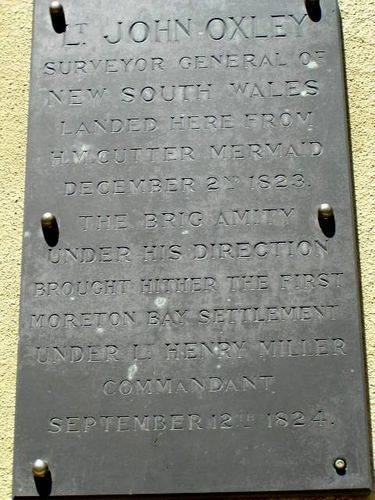 LT JOHN OXLEY
SURVEYOR GENERAL OF
NEW SOUTH WALES
LANDED HERE FROM
H.M. CUTTER MERMAID
DECEMBER 2ND 1823.
THE BRIG AMITY
UNDER HIS DIRECTION
BROUGHT HITHER THE FIRST
MORETON BAY SETTLEMENT
UNDER LT HENRY MILLER
COMMANDANT
SEPTEMBER 12TH 1824.